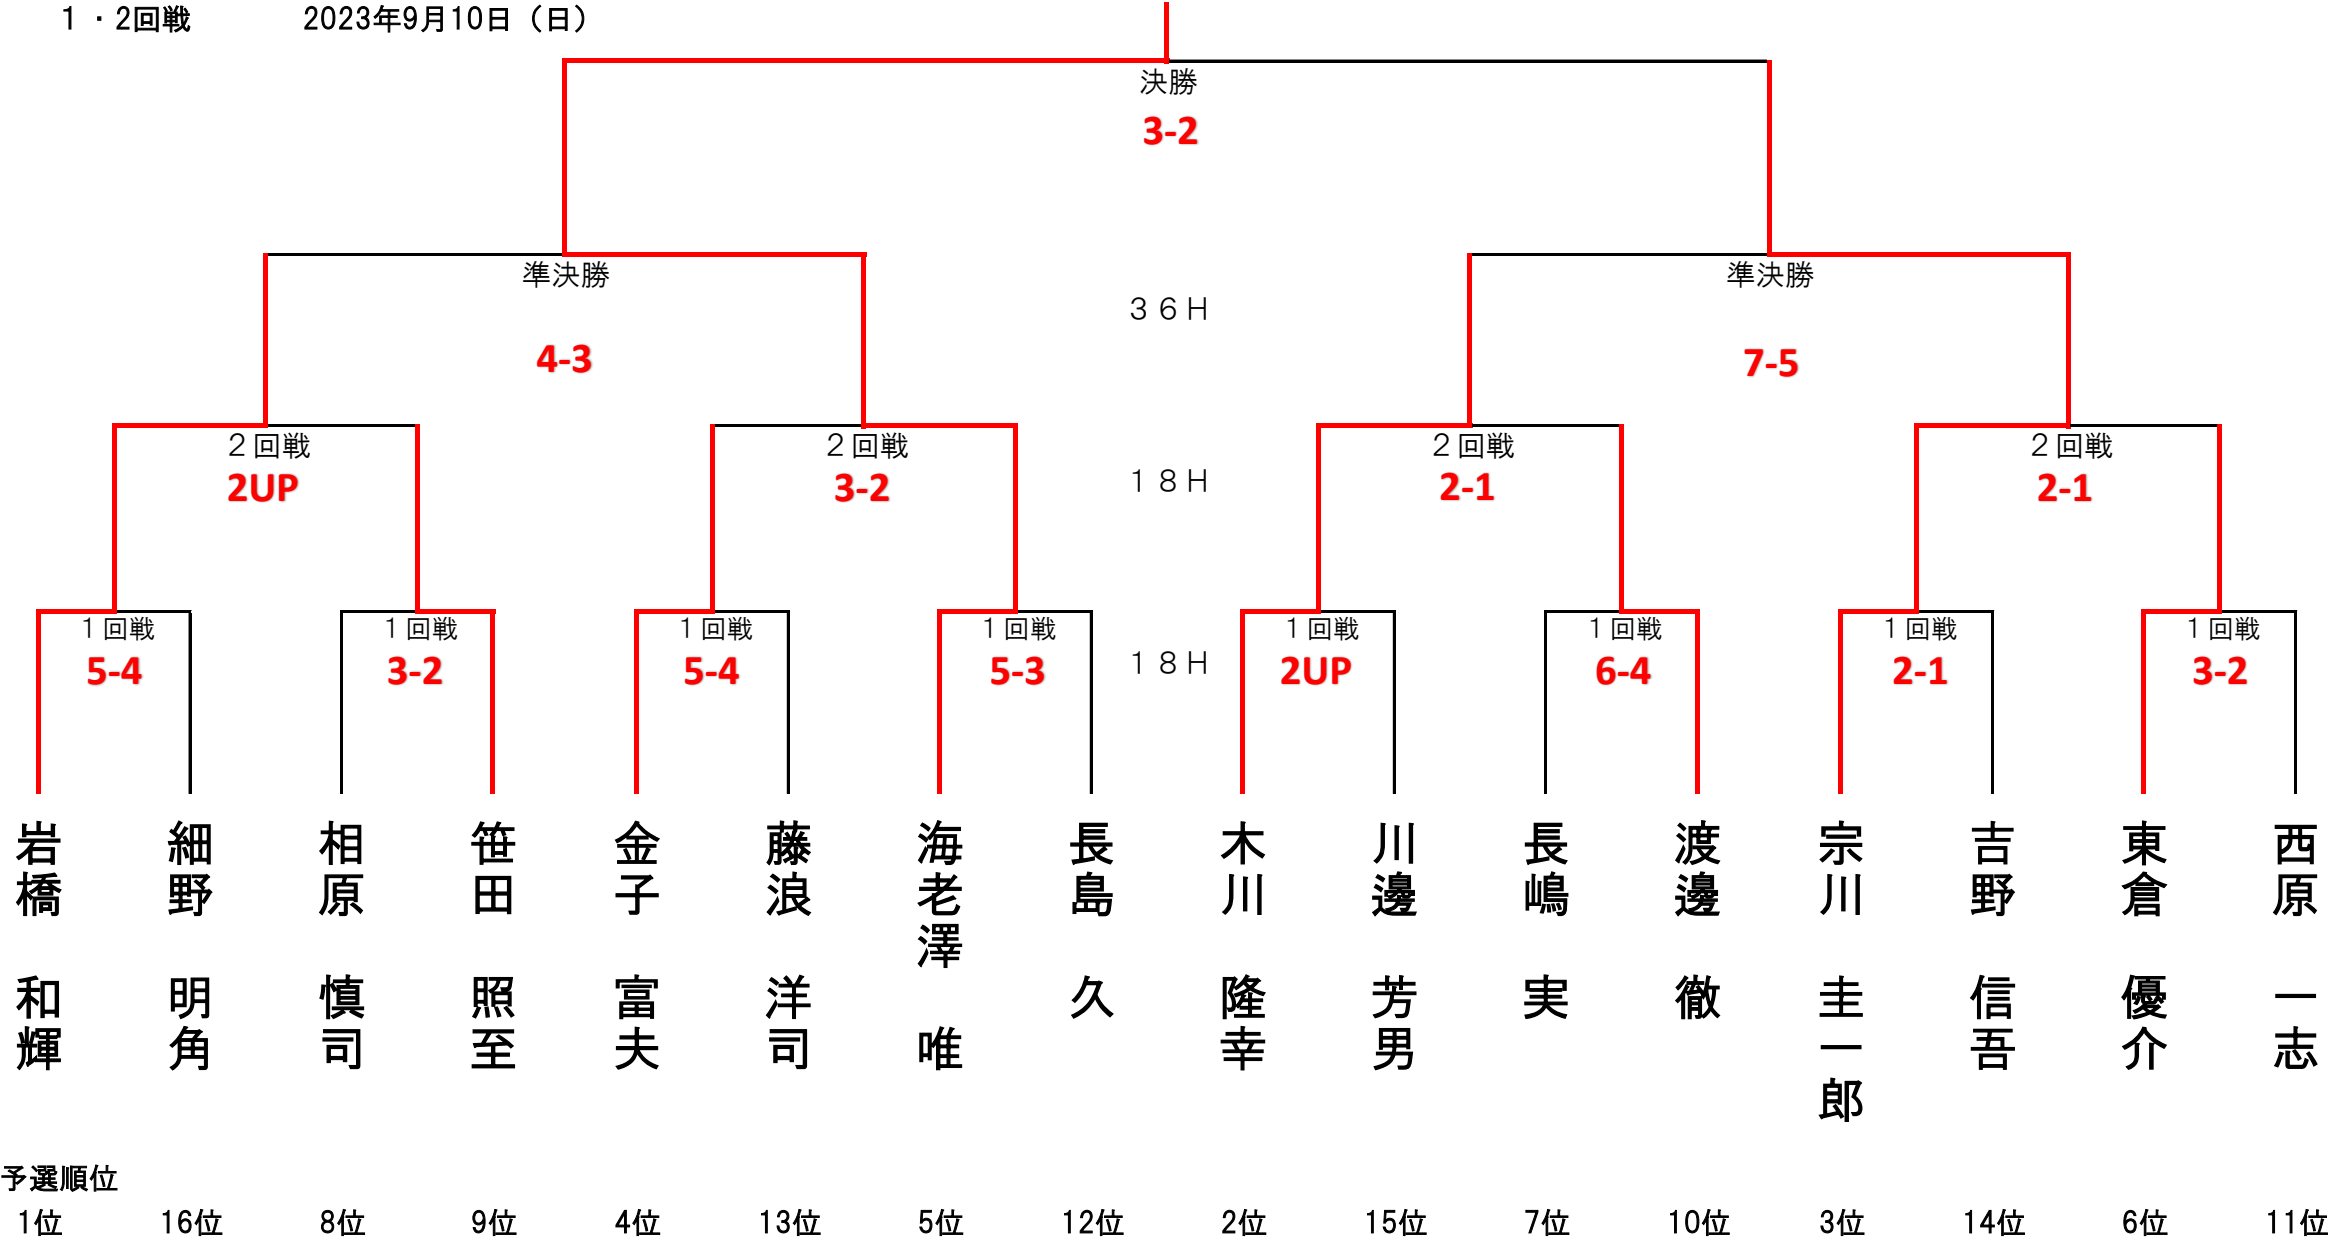 １・2回戦　2023年9月10日（日）
決勝
3-2
準決勝　準決勝
３６Ｈ
4-3　7-5
２回戦　２回戦　２回戦　２回戦
2UP　3-2　１８Ｈ　2-1　2-1
１回戦　１回戦　１回戦　１回戦　１回戦　１回戦　１回戦　１回戦
5-4　3-2　5-4　5-3　１８Ｈ　2UP　6-4　2-1　3-2
岩橋　和輝
細野　明角
相原　慎司
笹田　照至
金子　富夫
藤浪　洋司
海老澤　唯
長島　久
木川　隆幸
川邊　芳男
長嶋　実
渡邊　徹
宗川　圭一郎
吉野　信吾
東倉　優介
西原　一志
予選順位
1位　16位　8位　9位　4位　13位　5位　12位　2位　15位　7位　10位　3位　14位　6位　11位